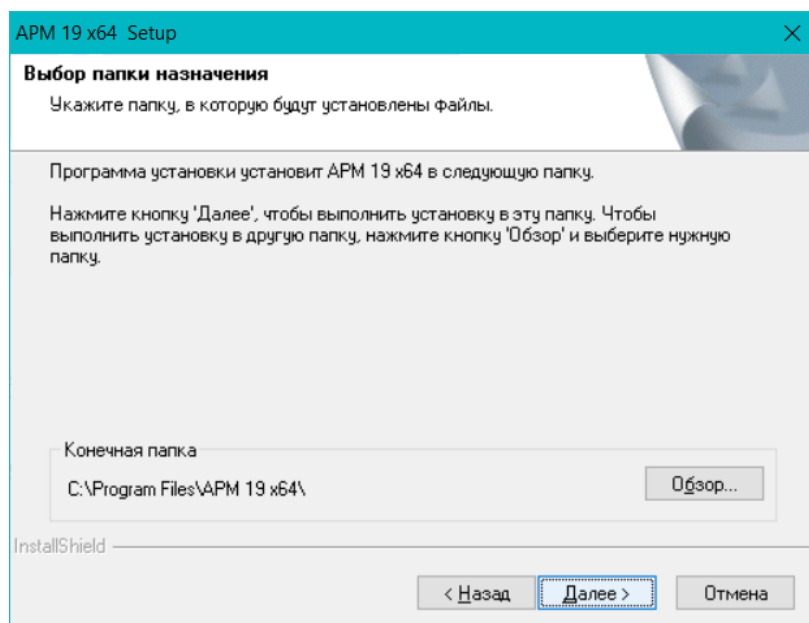 APM 19 x64  Setup
Выбор папки назначения
Укажите папку, в которую будут установлены файлы.
Программа установки установит APM 19 x64 в следующую папку.
Нажмите кнопку 'Далее', чтобы выполнить установку в эту папку. Чтобы
выполнить установку в другую папку, нажмите кнопку 'Обзор' и выберите нужную
папку.
Конечная папка
C:\Program Files\APM 19 x64\
Обзор...
InstallShield
< Назад
Далее >
Отмена